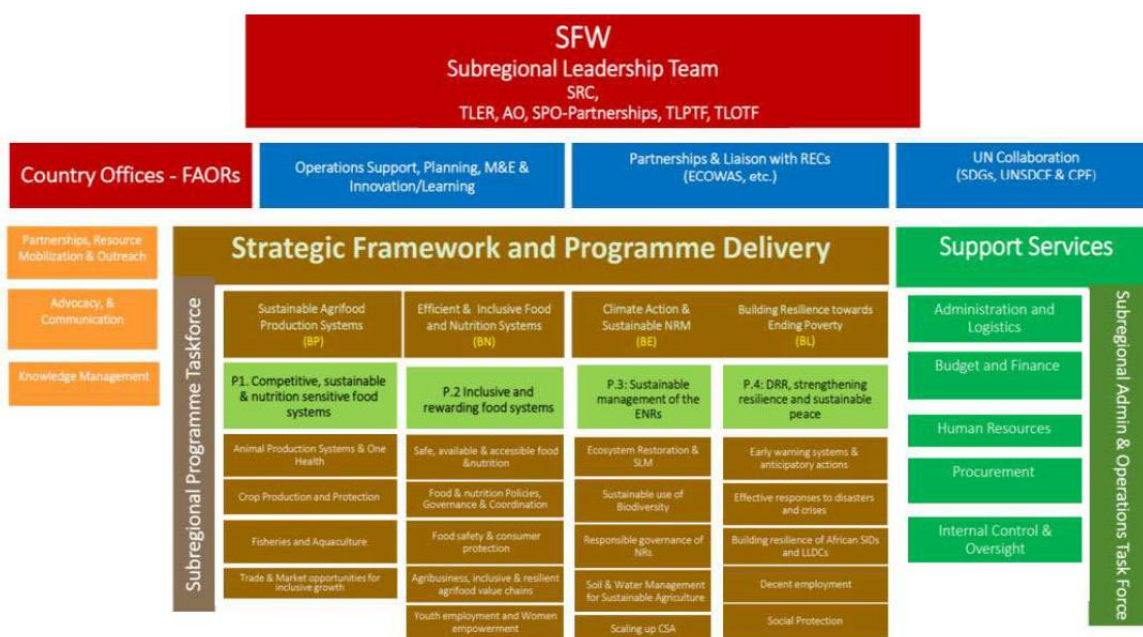 SFW
Subregional Leadership Team
SRC,
TLER, AO, SPO-Partnerships, TLPTF, TLOTF
Country Offices - FAORs
Operations Support, Planning, M&E &
Innovation/Learning
Partnerships & Liaison with RECs
(ECOWAS, etc.)
UN Collaboration
(SDGs, UNSDCF & CPF)
Partnerships, Resource
Mobilization & Outreach
Advocacy, &
Communication
Knowledge Management
Strategic Framework and Programme Delivery
Subregional Programme Taskforce
Sustainable Agrifood
Production Systems
(BP)
P1. Competitive, sustainable
& nutrition sensitive food
systems
Animal Production Systems & One
Health
Crop Production and Protection
Fisheries and Aquaculture
Trade & Market opportunities for
inclusive growth
Efficient & Inclusive Food
and Nutrition Systems
(BN)
P.2 Inclusive and
rewarding food systems
Safe, available & accessible food
&nutrition
Food & nutrition Policies,
Governance & Coordination
Food safety & consumer
protection
Agribusiness, inclusive & resilient
agrifood value chains
Youth employment and Women
empowerment
Climate Action &
Sustainable NRM
(BE)
P.3: Sustainable
management of the
ENRs
Ecosystem Restoration &
SLM
Sustainable use of
Biodiversity
Responsible governance of
NRs
Soil & Water Management
for Sustainable Agriculture
Scaling up CSA
Building Resilience towards
Ending Poverty
(BL)
P.4: DRR, strengthening
resilience and sustainable
peace
Early warning systems &
anticipatory actions
Effective responses to disasters
and crises
Building resilience of African SIDs
and LLDCs
Decent employment
Social Protection
Support Services
Administration and
Logistics
Budget and Finance
Human Resources
Procurement
Internal Control &
Oversight
Subregional Admin & Operations Task Force